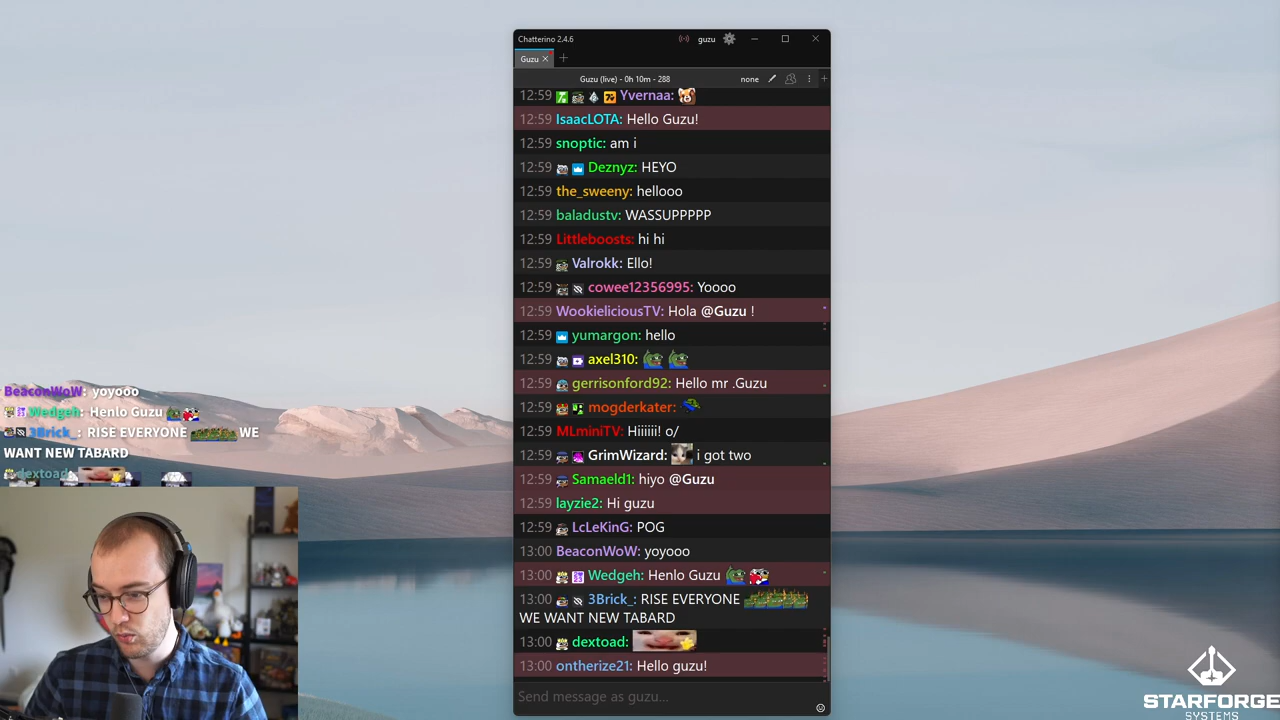 Chatterino 2.4.6
guzu
Guzu
Guzu (live) - 0h 10m - 288
none
12:59 Yvernaa:
12:59 IsaacLOTA: Hello Guzu!
12:59 snoptic: am i
12:59 Deznyz: HEYO
12:59 the_sweeny: hellooo
12:59 baladustv: WASSUPPPPP
12:59 Littleboosts: hi hi
12:59 Valrokk: Ello!
12:59 cowee12356995: Yoooo
12:59 WookieliciousTV: Hola @Guzu !
12:59 yumargon: hello
12:59 axel310:
12:59 gerrisonford92: Hello mr .Guzu
12:59 mogderkater:
12:59 MLminiTV: Hiiiiii! o/
12:59 GrimWizard: i got two
12:59 Samaeld1: hiyo @Guzu
12:59 layzie2: Hi guzu
12:59 LcLeKinG: POG
13:00 BeaconWoW: yoyooo
13:00 Wedgeh: Henlo Guzu
13:00 3Brick_: RISE EVERYONE
WE WANT NEW TABARD
13:00 dextoad:
13:00 ontherize21: Hello guzu!
Send message as guzu...
BeaconWoW: yoyooo
Wedgeh: Henlo Guzu
3Brick_: RISE EVERYONE WE
WANT NEW TABARD
dextoad:
STARFORGE
SYSTEMS